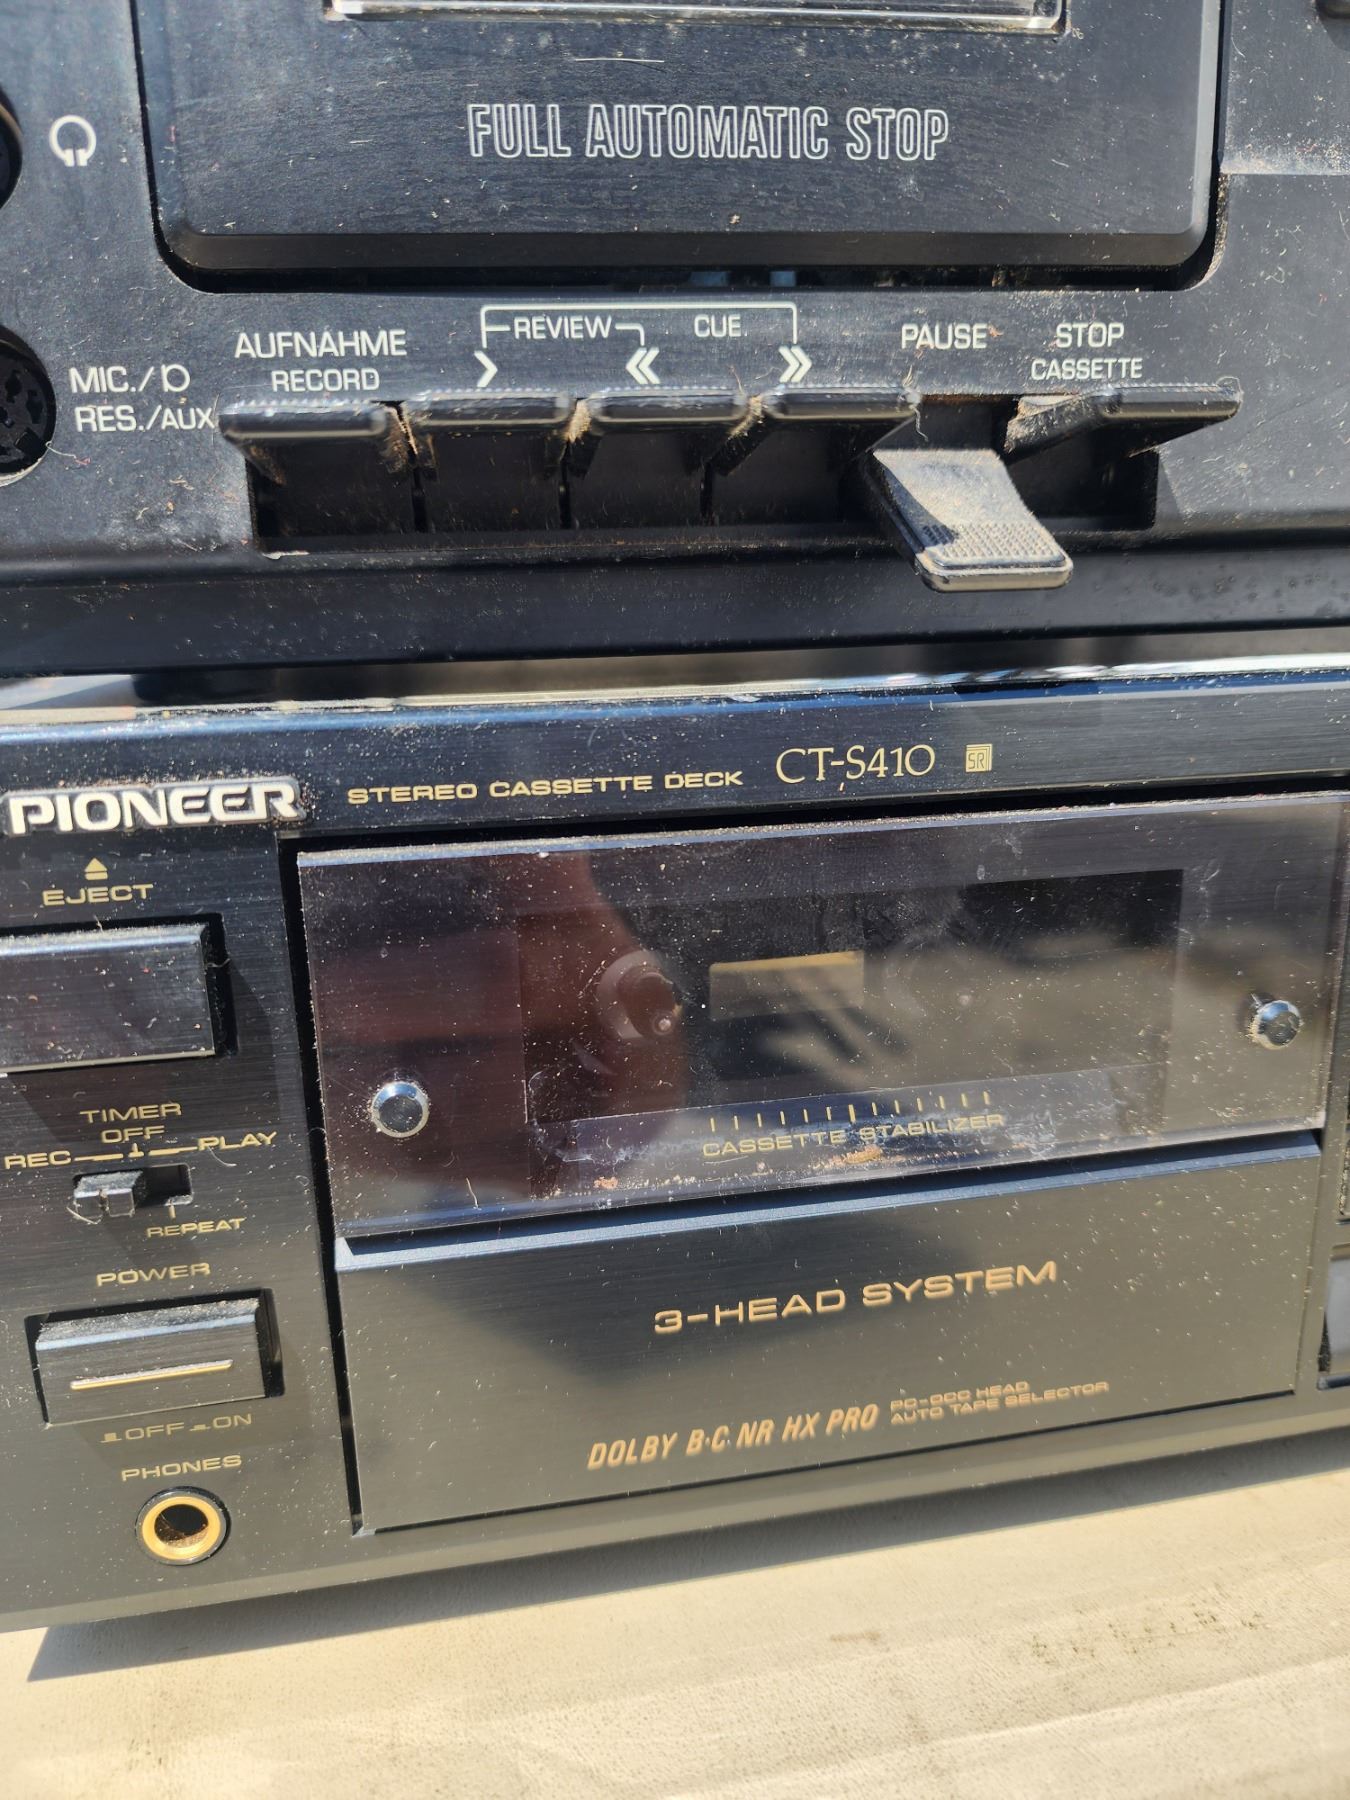 FULL AUTOMATIC STOP
AUFNAHME
RECORD
REVIEW
CUE
PAUSE
STOP
CASSETTE
MIC./
RES./AUX
PIONEER
STEREO CASSETTE DECK CT-S410 SR
EJECT
TIMER
OFF
REC PLAY
REPEAT
POWER
OFF ON
PHONES
CASSETTE STABILIZER
3-HEAD SYSTEM
DOLBY B·C NR HX PRO
PC-OCC HEAD
AUTO TAPE SELECTOR